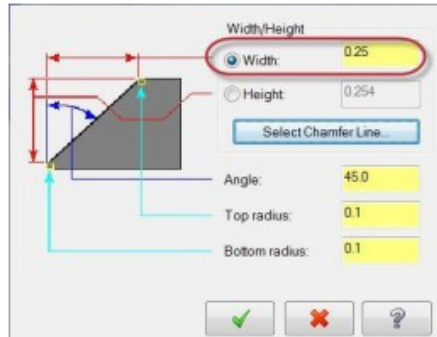 Width/Height
Width: 0.25
Height: 0.254
Select Chamfer Line...
Angle: 45.0
Top radius: 0.1
Bottom radius: 0.1
?